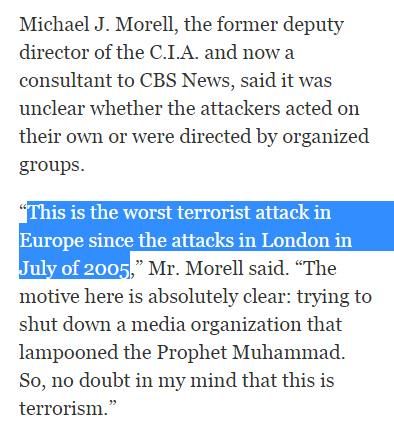 Michael J. Morell, the former deputy
director of the C.I.A. and now a
consultant to CBS News, said it was
unclear whether the attackers acted on
their own or were directed by organized
groups.
“This is the worst terrorist attack in
Europe since the attacks in London in
July of 2005,” Mr. Morell said. “The
motive here is absolutely clear: trying to
shut down a media organization that
lampooned the Prophet Muhammad.
So, no doubt in my mind that this is
terrorism.”